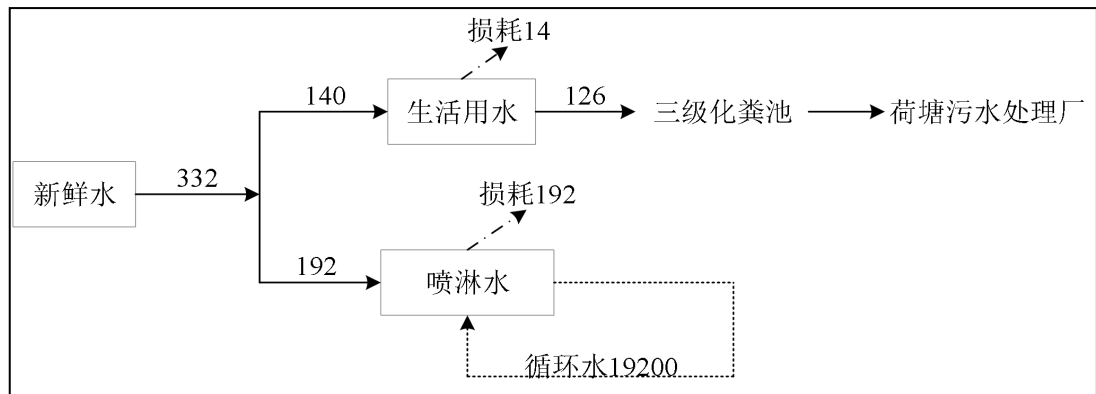 损耗14
140
生活用水
126
三级化粪池
荷塘污水处理厂
新鲜水
332
损耗192
192
喷淋水
循环水19200